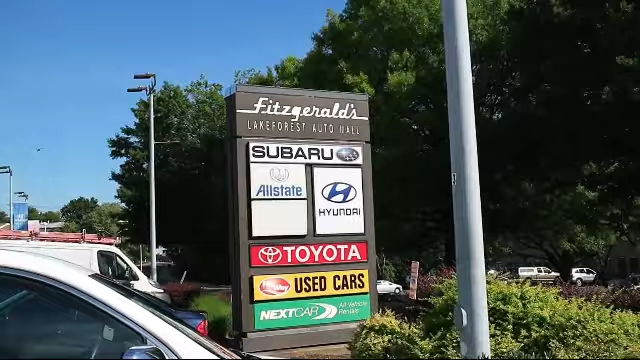 Fitzgerald's
LAKEFOREST AUTO MALL
SUBARU
Allstate
HYUNDAI
TOYOTA
USED CARS
NEXTCAR All Vehicle
Rentals